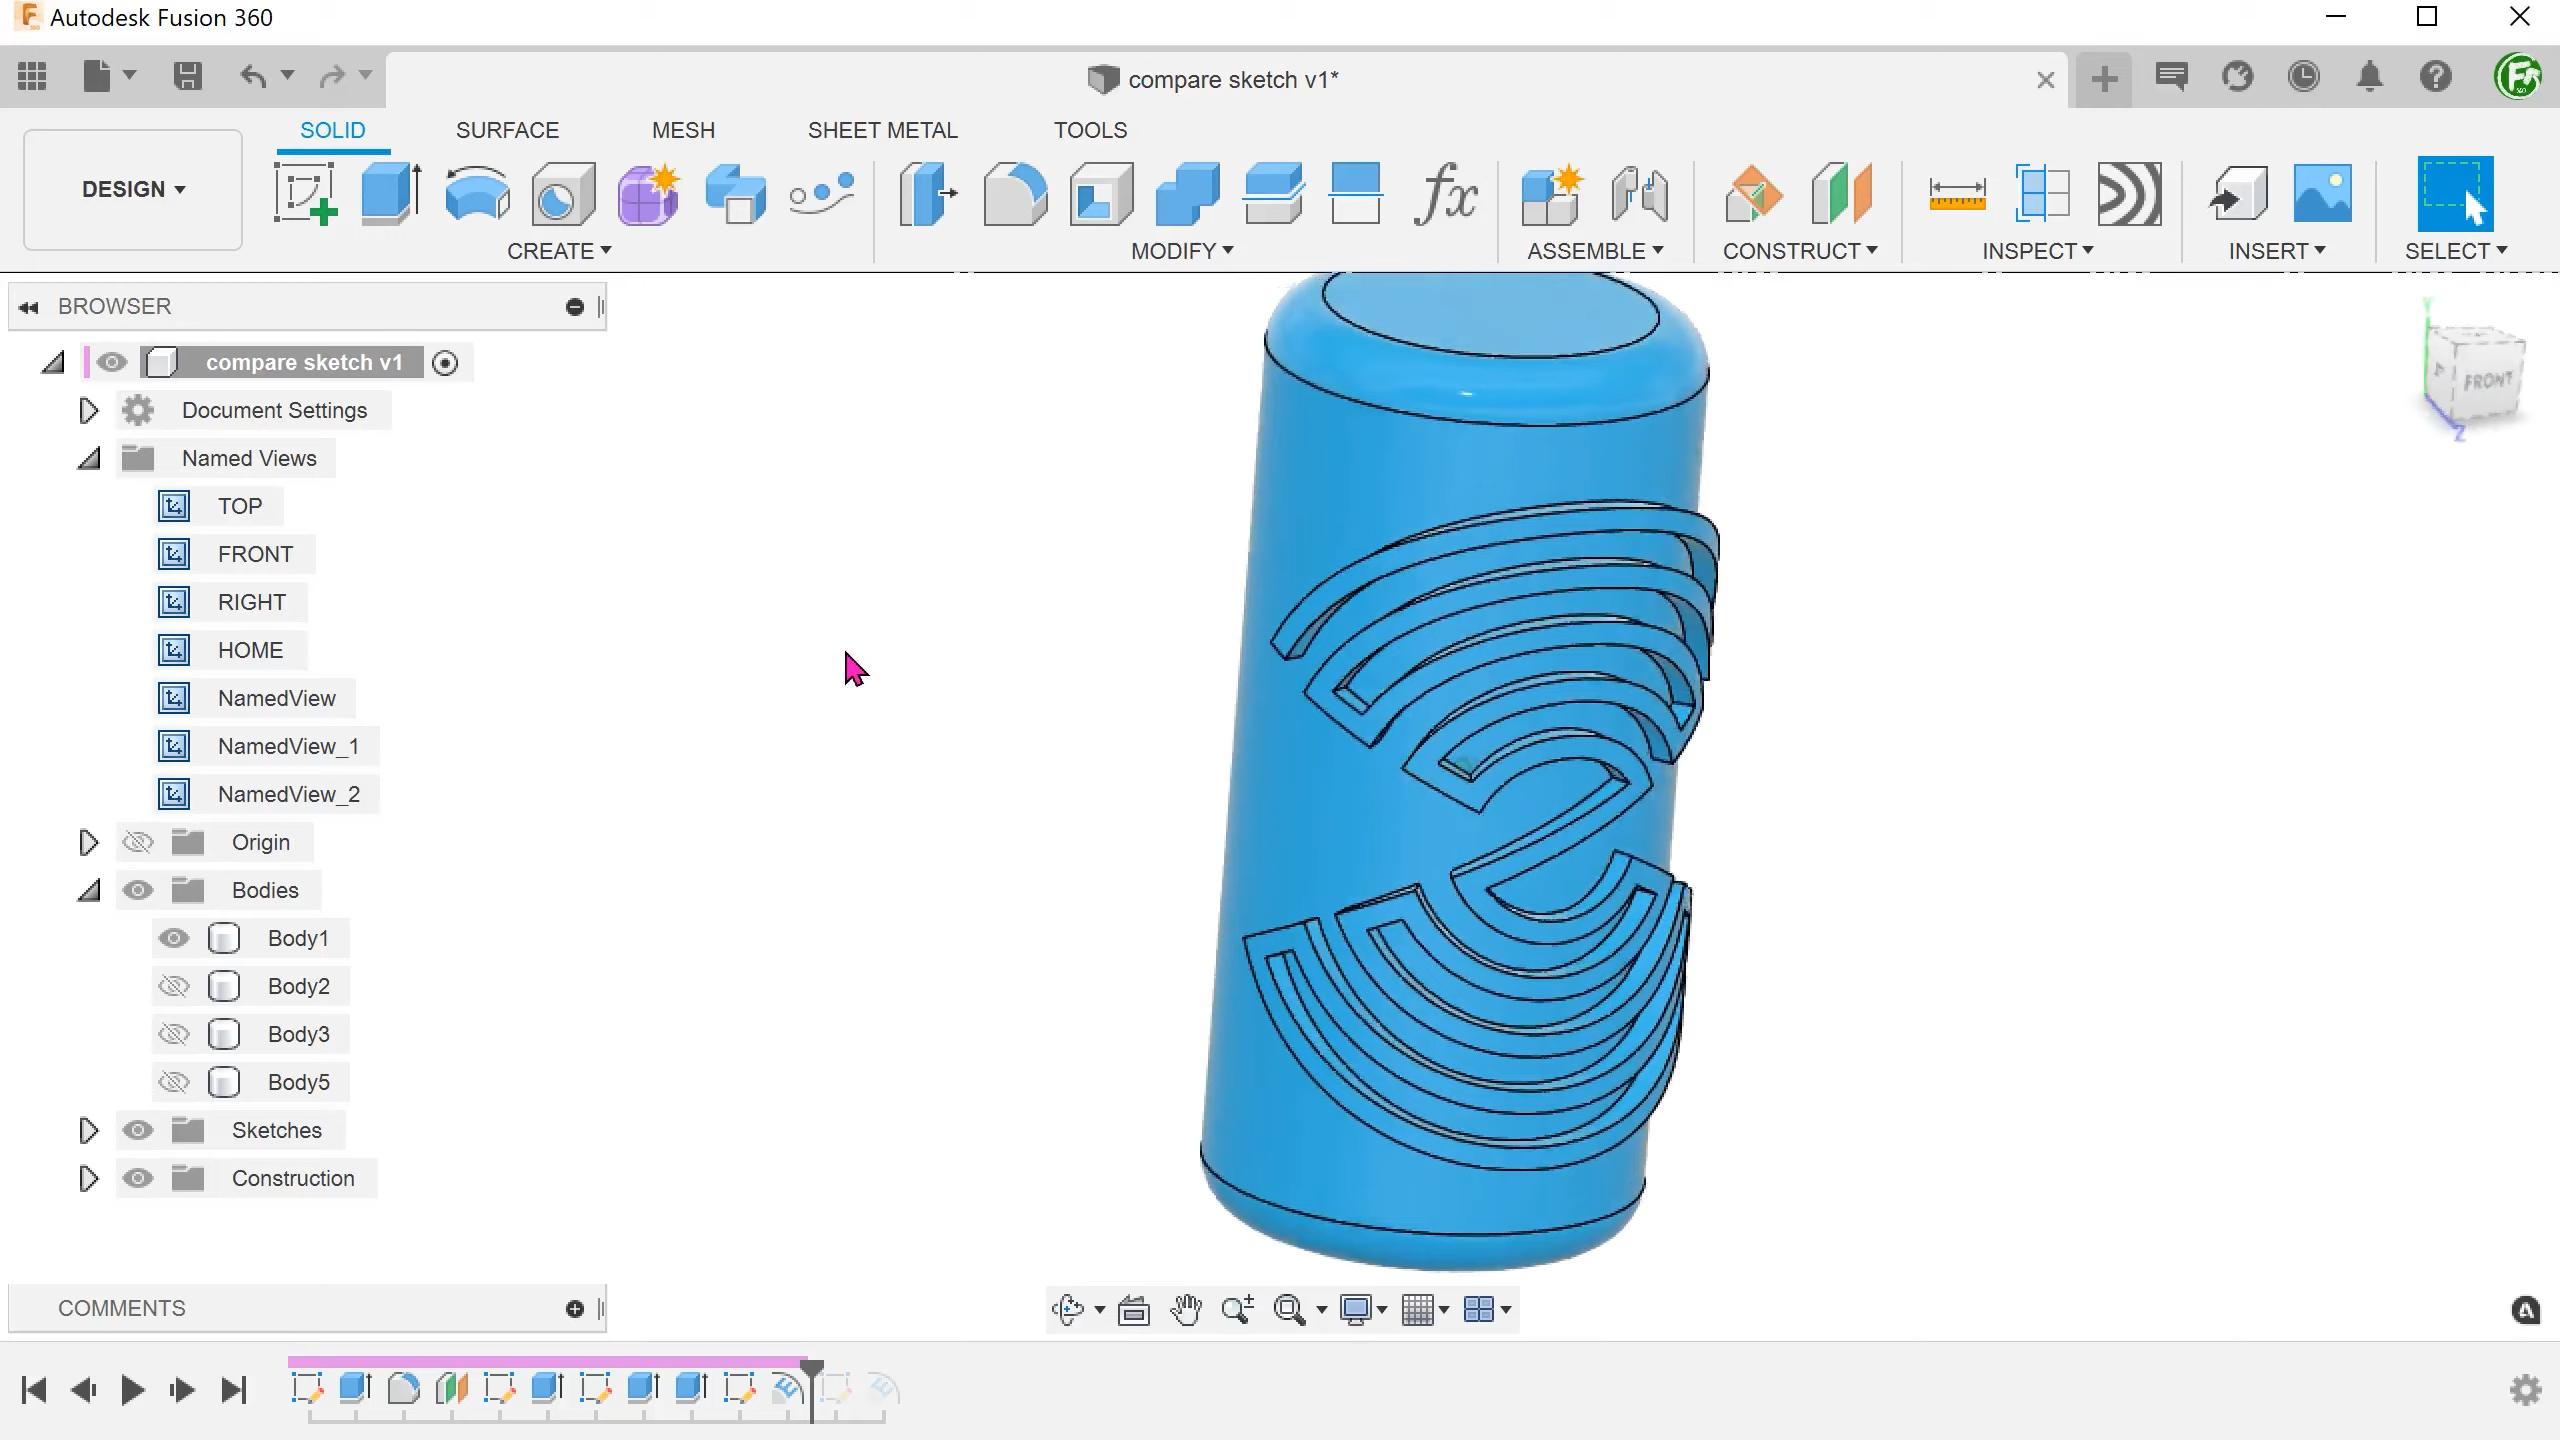 Autodesk Fusion 360
compare sketch v1*
SOLID SURFACE MESH SHEET METAL TOOLS
DESIGN
CREATE MODIFY ASSEMBLE CONSTRUCT INSPECT INSERT SELECT
BROWSER
compare sketch v1
Document Settings
Named Views
TOP
FRONT
RIGHT
HOME
NamedView
NamedView_1
NamedView_2
Origin
Bodies
Body1
Body2
Body3
Body5
Sketches
Construction
FRONT
Z
COMMENTS